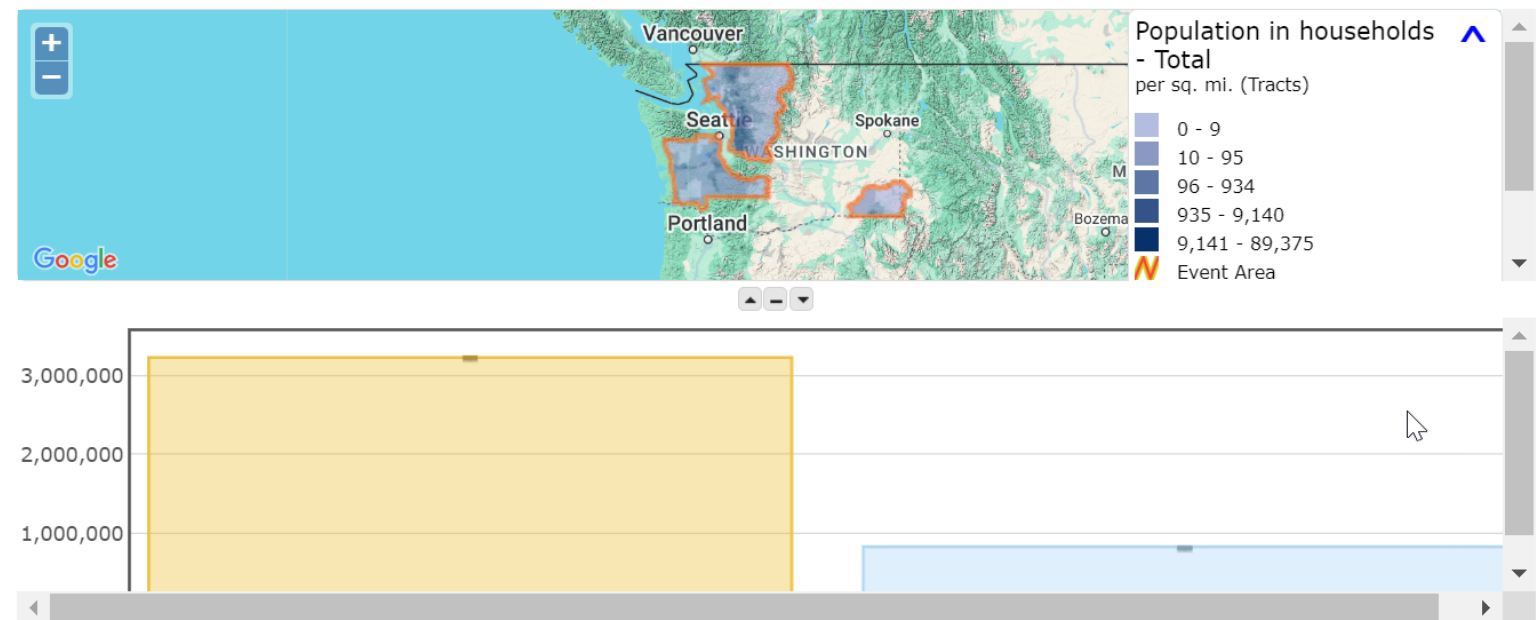 +
−
Vancouver
Seattle
Spokane
WASHINGTON
M
Portland
Bozema
Google
Population in households
- Total
per sq. mi. (Tracts)
0 - 9
10 - 95
96 - 934
935 - 9,140
9,141 - 89,375
Event Area
3,000,000
2,000,000
1,000,000